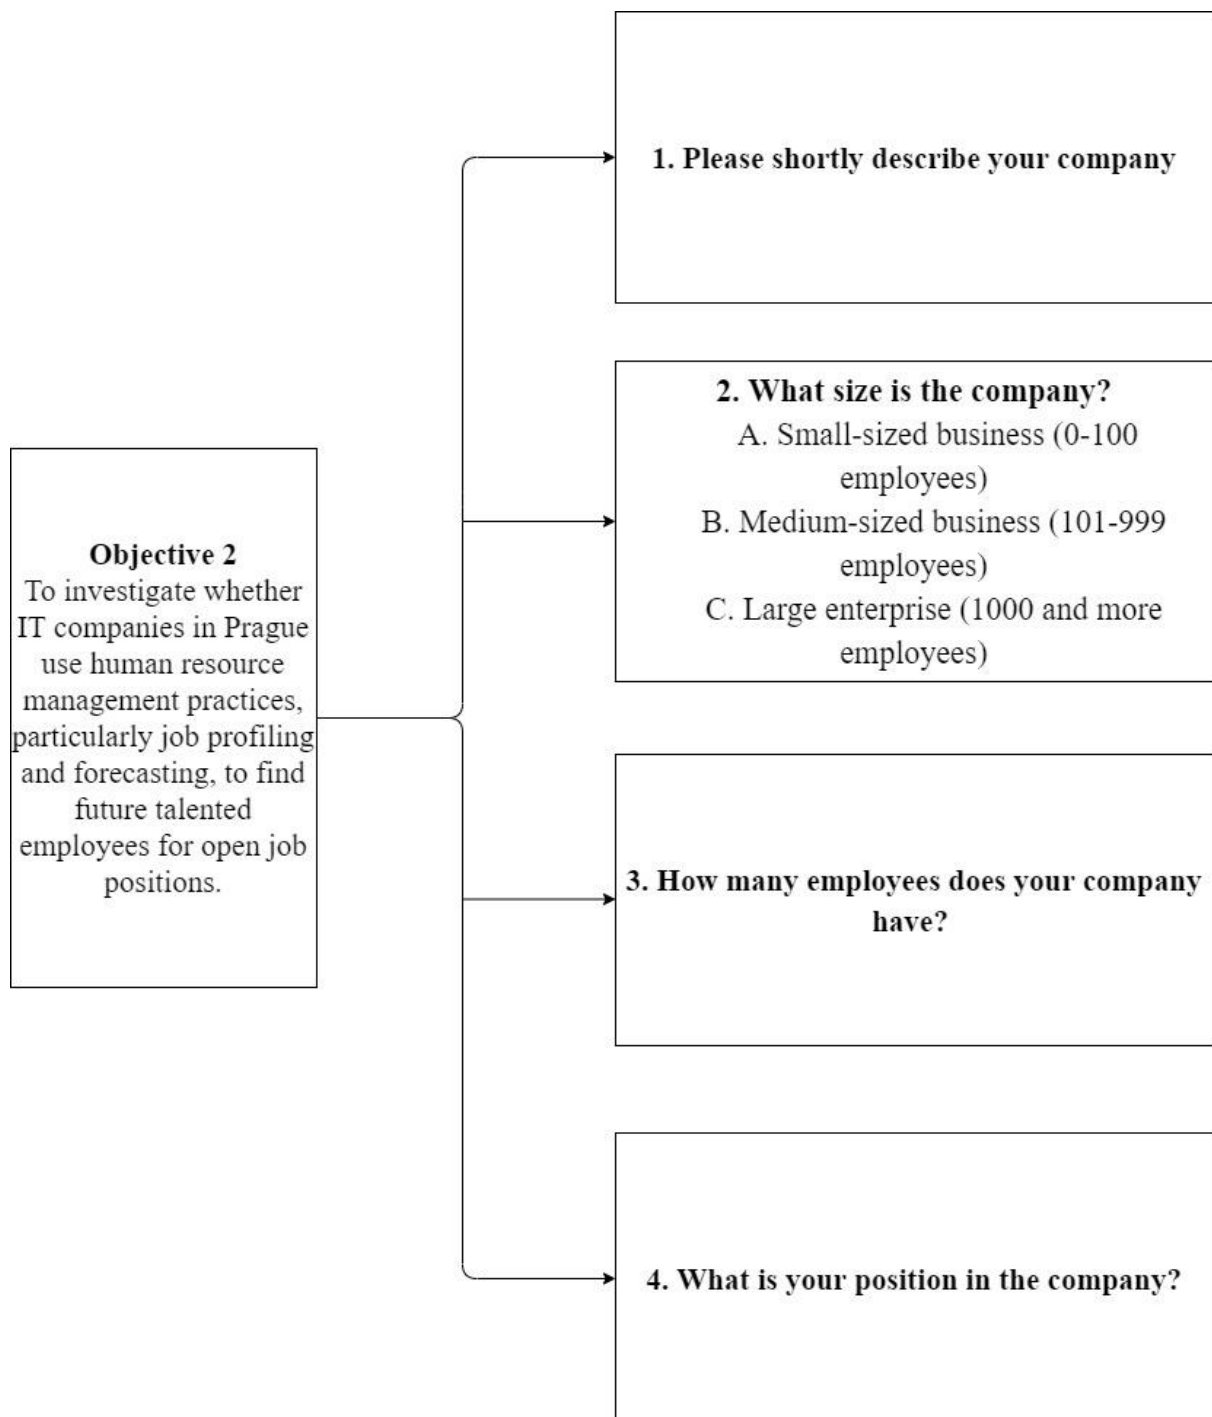 1. Please shortly describe your company
2. What size is the company?
A. Small-sized business (0-100
employees)
B. Medium-sized business (101-999
employees)
C. Large enterprise (1000 and more
employees)
Objective 2
To investigate whether
IT companies in Prague
use human resource
management practices,
particularly job profiling
and forecasting, to find
future talented
employees for open job
positions.
3. How many employees does your company
have?
4. What is your position in the company?